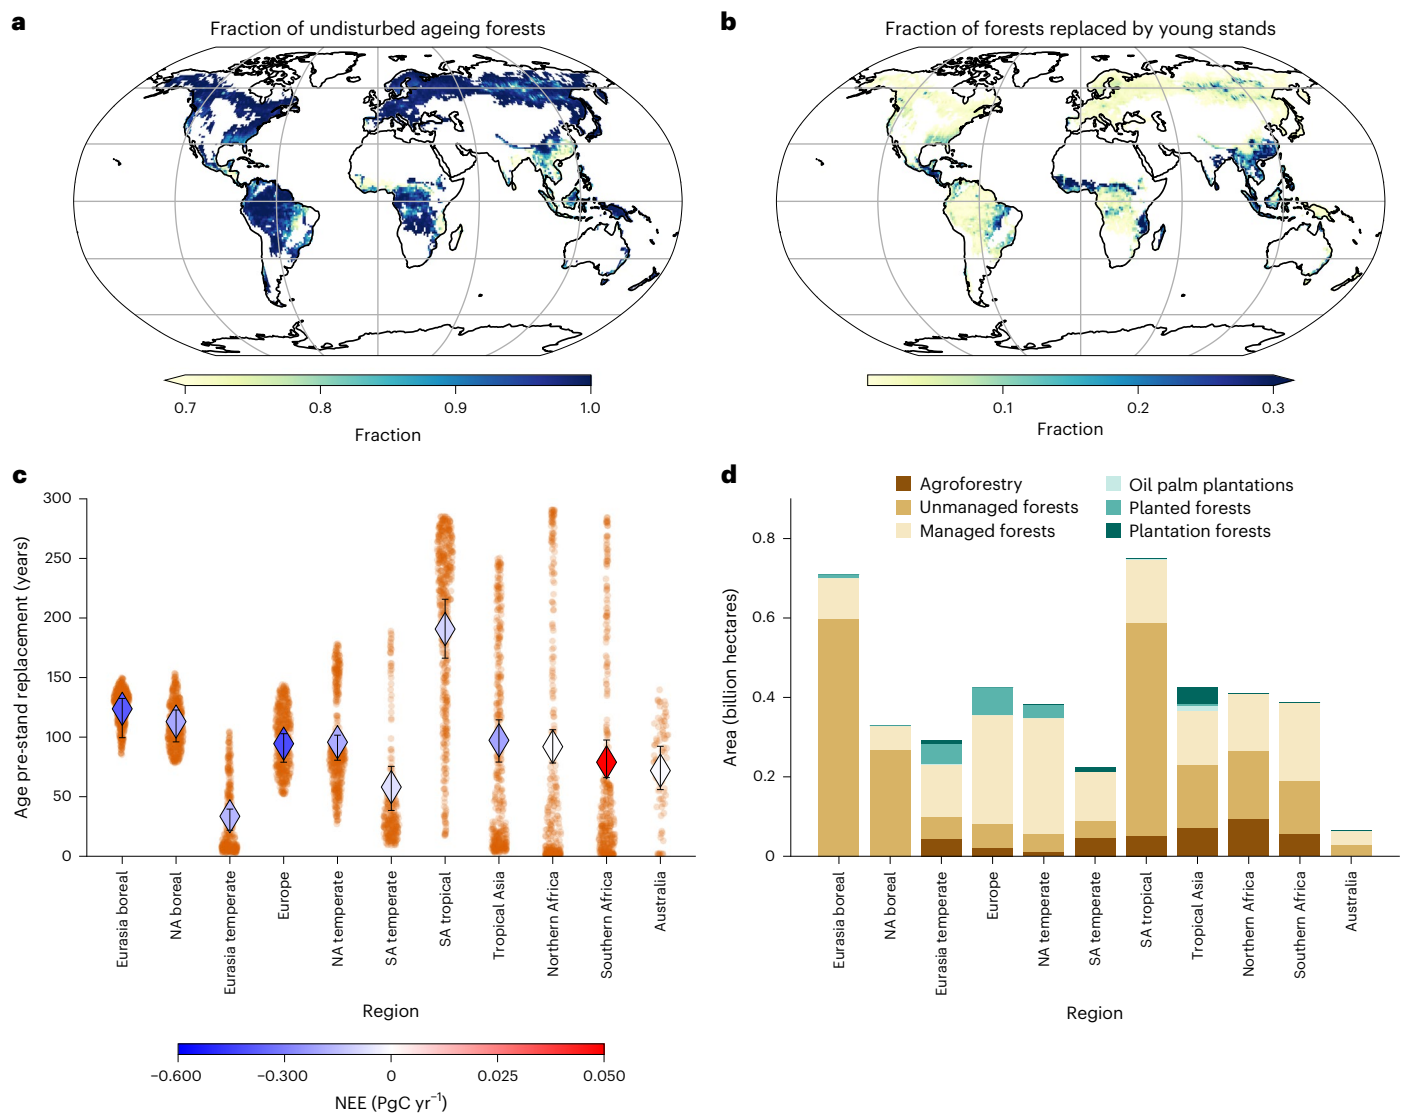 a
Fraction of undisturbed ageing forests
0.7 0.8 0.9 1.0
Fraction
b
Fraction of forests replaced by young stands
0.1 0.2 0.3
Fraction
c
Age pre-stand replacement (years)
300
250
200
150
100
50
0
Eurasia boreal
NA boreal
Eurasia temperate
Europe
NA temperate
SA temperate
SA tropical
Tropical Asia
Northern Africa
Southern Africa
Australia
Region
−0.600 −0.300 0 0.025 0.050
NEE (PgC yr⁻¹)
d
Agroforestry
Unmanaged forests
Managed forests
Oil palm plantations
Planted forests
Plantation forests
Area (billion hectares)
0.8
0.6
0.4
0.2
0
Eurasia boreal
NA boreal
Eurasia temperate
Europe
NA temperate
SA temperate
SA tropical
Tropical Asia
Northern Africa
Southern Africa
Australia
Region